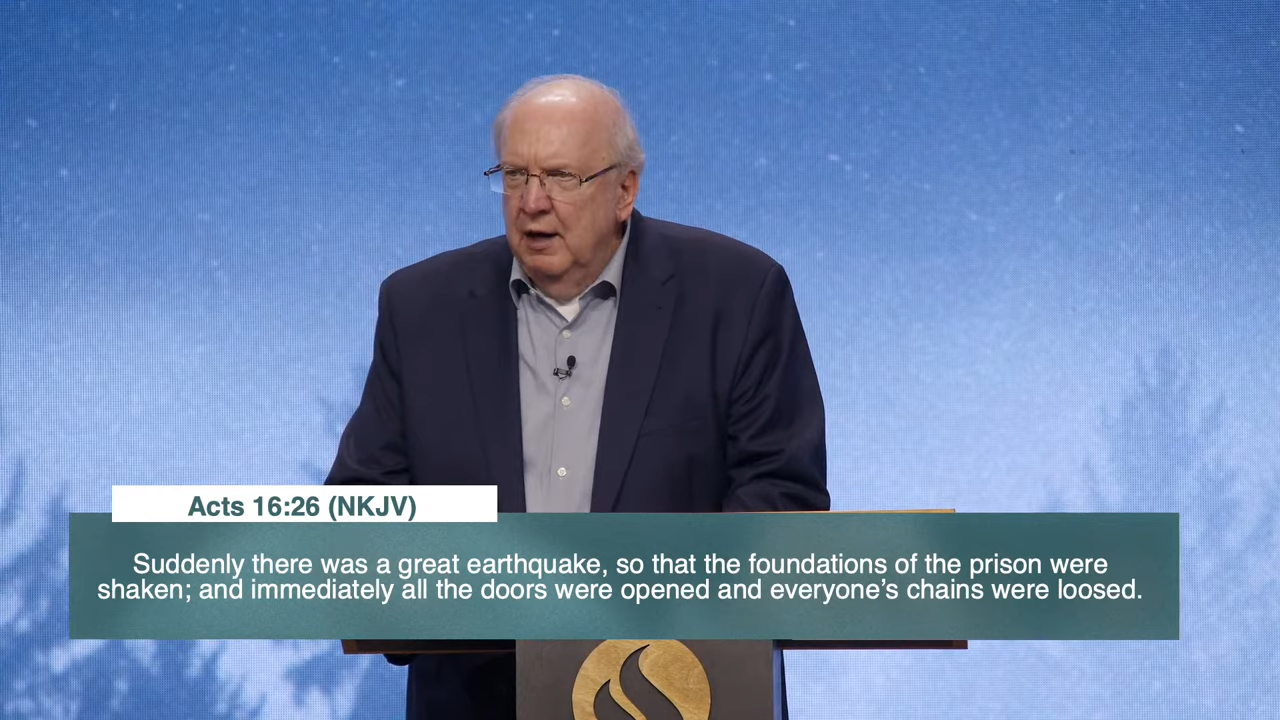 Acts 16:26 (NKJV)
Suddenly there was a great earthquake, so that the foundations of the prison were
shaken; and immediately all the doors were opened and everyone’s chains were loosed.